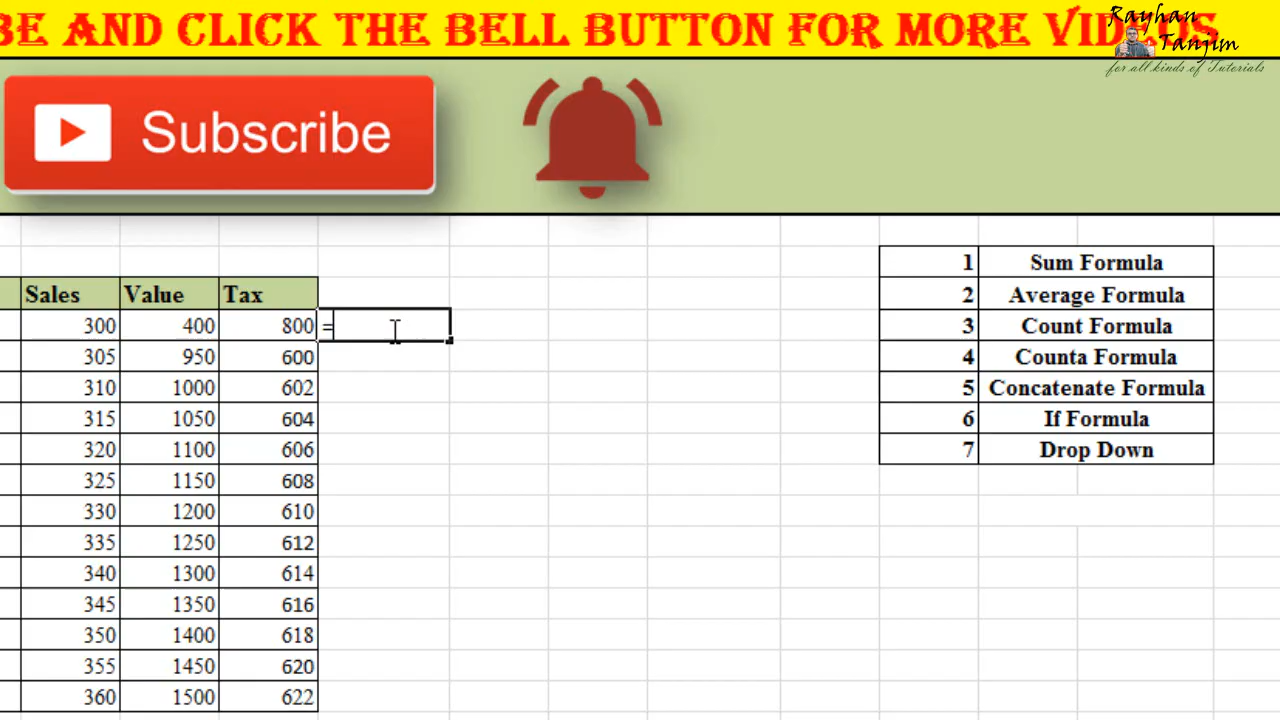 BE AND CLICK THE BELL BUTTON FOR MORE VIDEOS
Rayhan
Tanjim
for all kinds of Tutorials
Subscribe
1 Sum Formula
2 Average Formula
3 Count Formula
4 Counta Formula
5 Concatenate Formula
6 If Formula
7 Drop Down
Sales Value Tax
300 400 800 =
305 950 600
310 1000 602
315 1050 604
320 1100 606
325 1150 608
330 1200 610
335 1250 612
340 1300 614
345 1350 616
350 1400 618
355 1450 620
360 1500 622